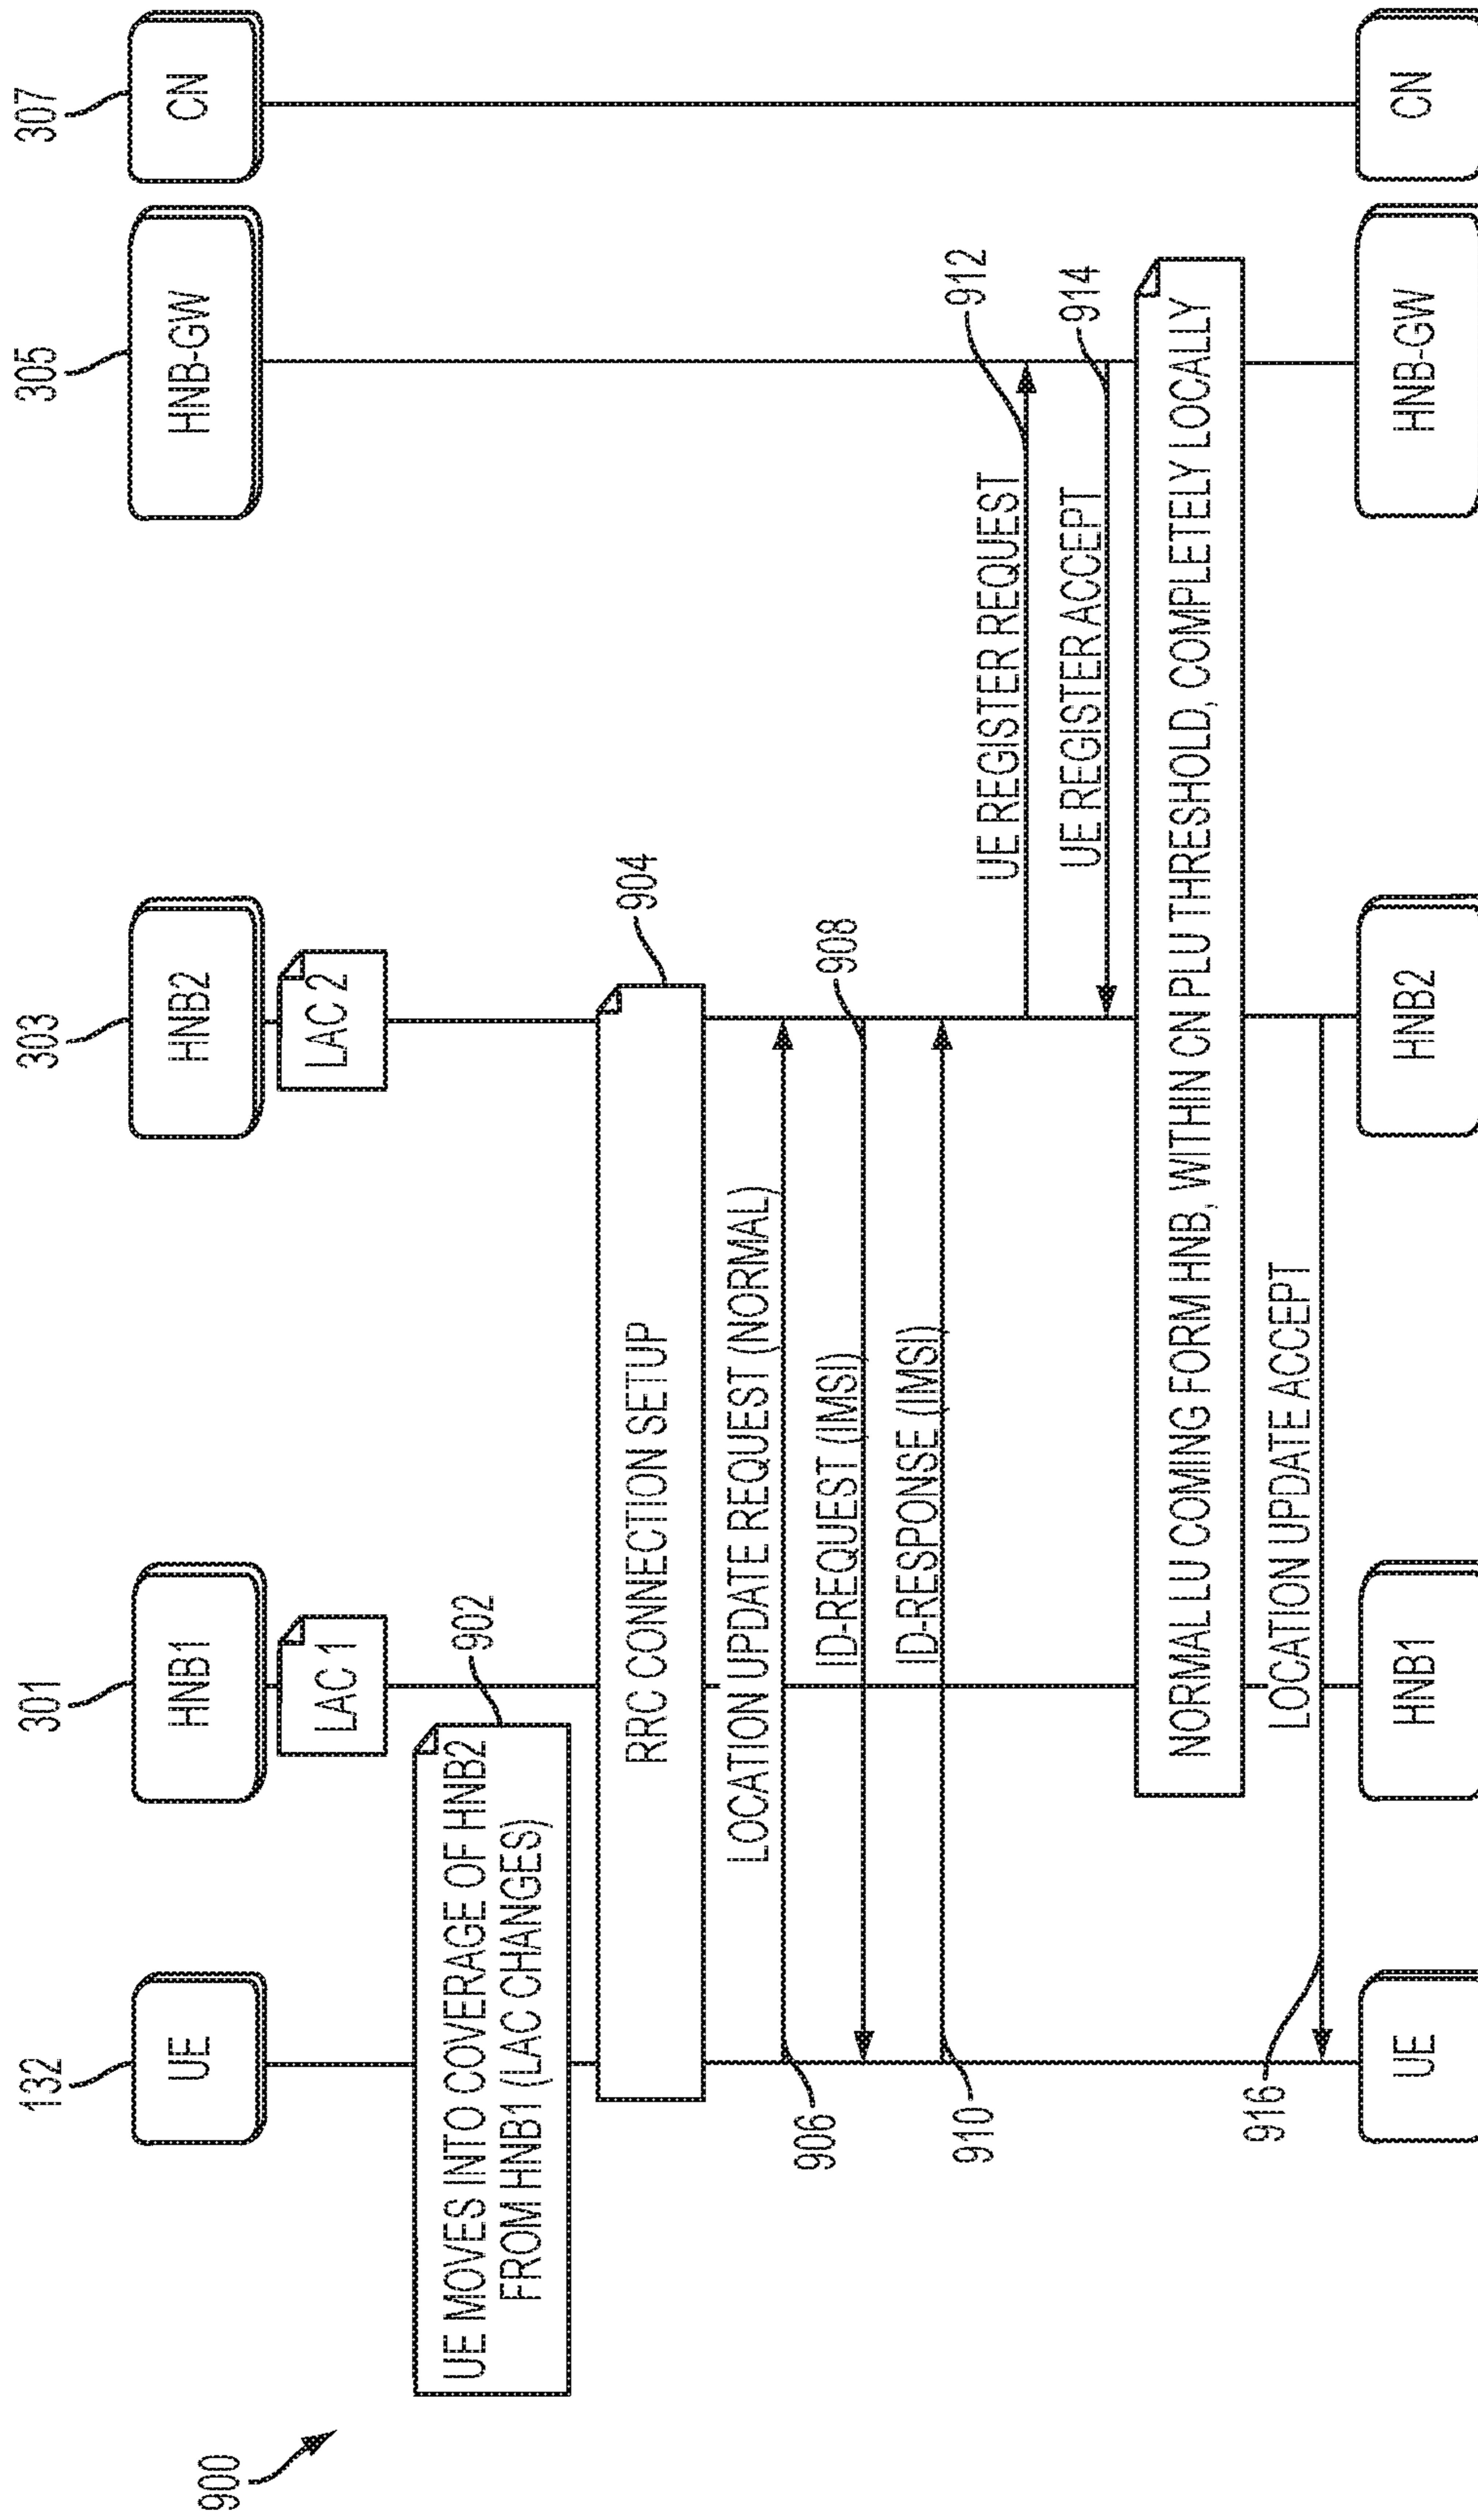 900
132
301
303
305
307
UE
HNB1
HNB2
HNB-GW
CN
LAC 1
LAC 2
UE MOVES INTO COVERAGE OF HNB2
FROM HNB1 (LAC CHANGES)
902
RRC CONNECTION SETUP
904
LOCATION UPDATE REQUEST (NORMAL)
906
ID-REQUEST (IMSI)
908
ID-RESPONSE (IMSI)
910
UE REGISTER REQUEST
912
UE REGISTER ACCEPT
914
NORMAL LU COMING FORM HNB, WITHIN CN PLU THRESHOLD, COMPLETELY LOCALLY
LOCATION UPDATE ACCEPT
916
UE
HNB1
HNB2
HNB-GW
CN